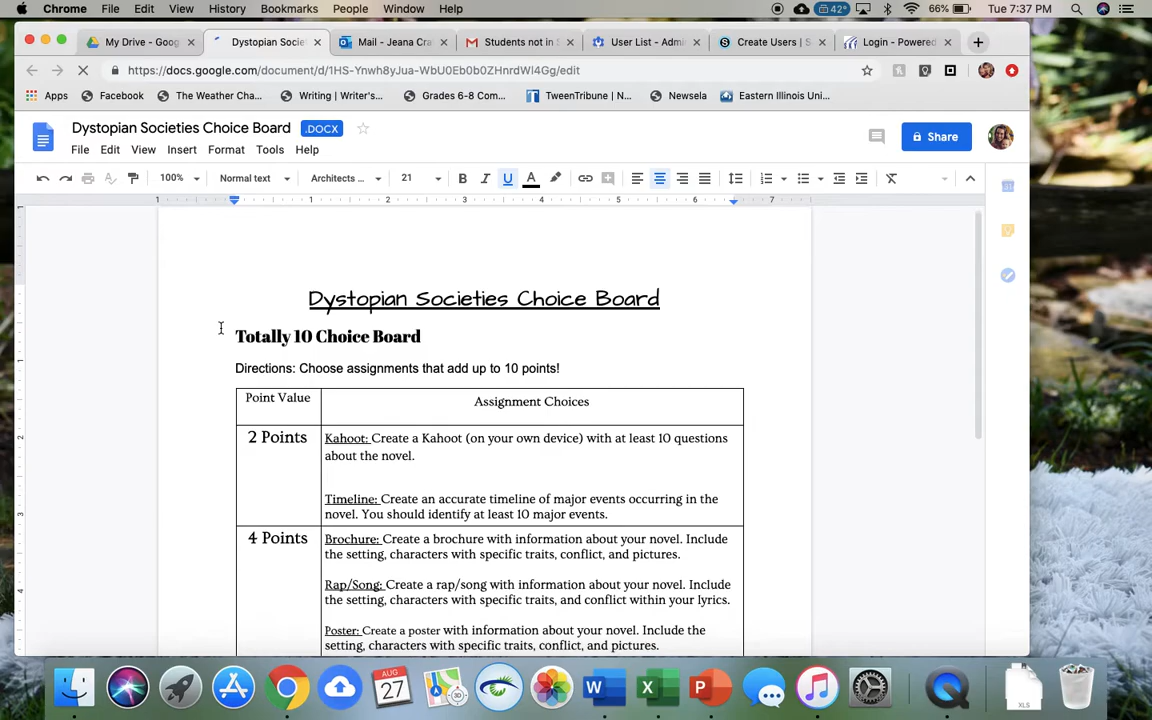 Chrome File Edit View History Bookmarks People Window Help 42° 66% Tue 7:37 PM
My Drive - Goog Dystopian Socie Mail - Jeana Cra Students not in S User List - Admi Create Users | S Login - Powered
https://docs.google.com/document/d/1HS-Ynwh8yJua-WbU0Eb0b0ZHnrdWl4Gg/edit
Apps Facebook The Weather Cha... Writing | Writer's... Grades 6-8 Com... TweenTribune | N... Newsela Eastern Illinois Uni...
Dystopian Societies Choice Board .DOCX
Share
File Edit View Insert Format Tools Help
100% Normal text Architects ... 21 B I U A
1 1 2 3 4 5 6 7
Dystopian Societies Choice Board
Totally 10 Choice Board
Directions: Choose assignments that add up to 10 points!
Point Value Assignment Choices
2 Points Kahoot: Create a Kahoot (on your own device) with at least 10 questions
about the novel.
Timeline: Create an accurate timeline of major events occurring in the
novel. You should identify at least 10 major events.
4 Points Brochure: Create a brochure with information about your novel. Include
the setting, characters with specific traits, conflict, and pictures.
Rap/Song: Create a rap/song with information about your novel. Include
the setting, characters with specific traits, and conflict within your lyrics.
Poster: Create a poster with information about your novel. Include the
setting, characters with specific traits, conflict, and pictures.
AUG
27
XLS